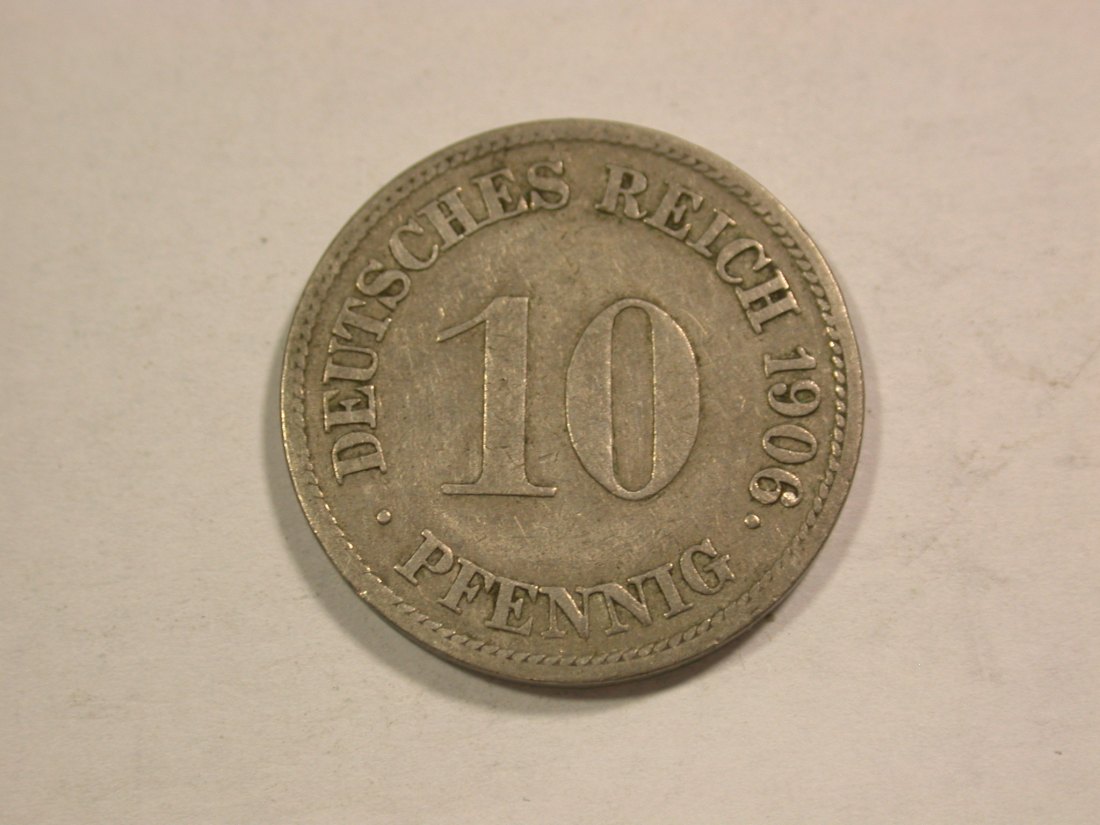 DEUTSCHES REICH 1906
10
PFENNIG